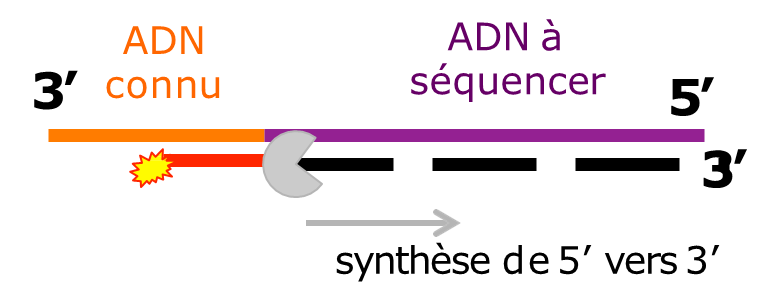 ADN
connu
ADN à
séquencer
3’
5’
3’
synthèse de 5’ vers 3’